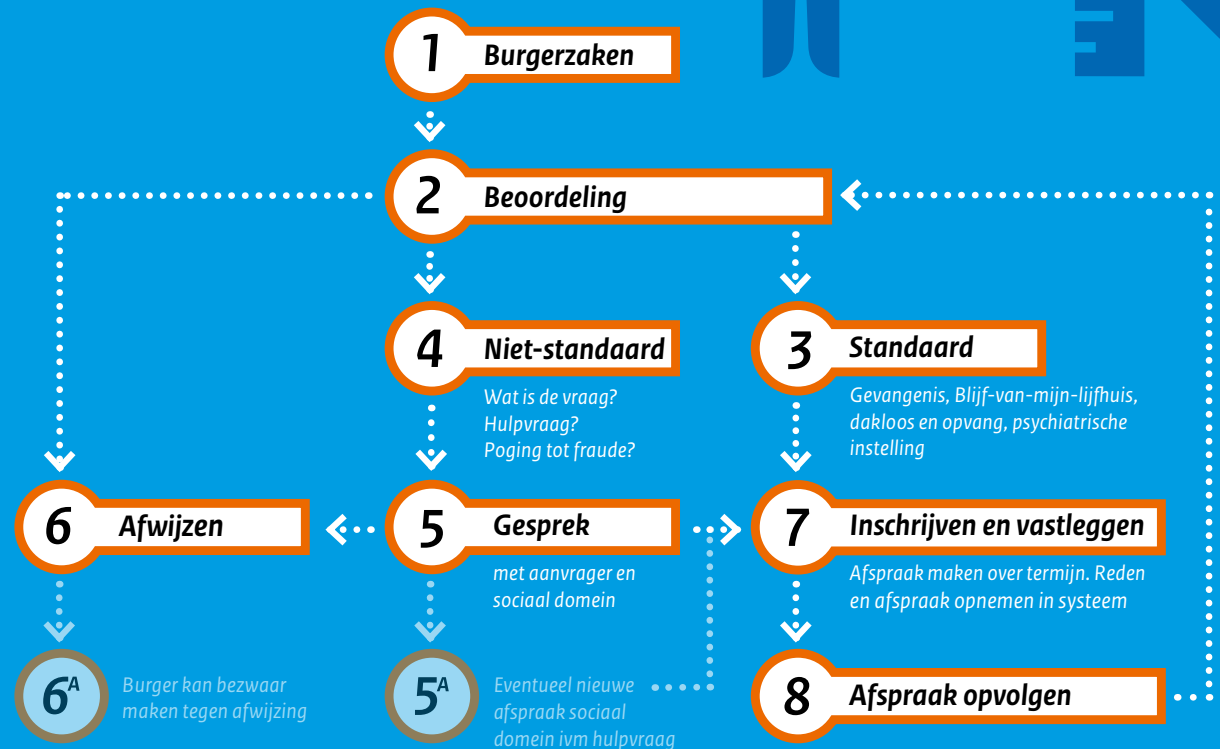 1 Burgerzaken
2 Beoordeling
4 Niet-standaard
Wat is de vraag?
Hulpvraag?
Poging tot fraude?
3 Standaard
Gevangenis, Blijf-van-mijn-lijfhuis,
dakloos en opvang, psychiatrische
instelling
6 Afwijzen
5 Gesprek
met aanvrager en
sociaal domein
7 Inschrijven en vastleggen
Afspraak maken over termijn. Reden
en afspraak opnemen in systeem
6A Burger kan bezwaar
maken tegen afwijzing
5A Eventueel nieuwe
afspraak sociaal
domein ivm hulpvraag
8 Afspraak opvolgen